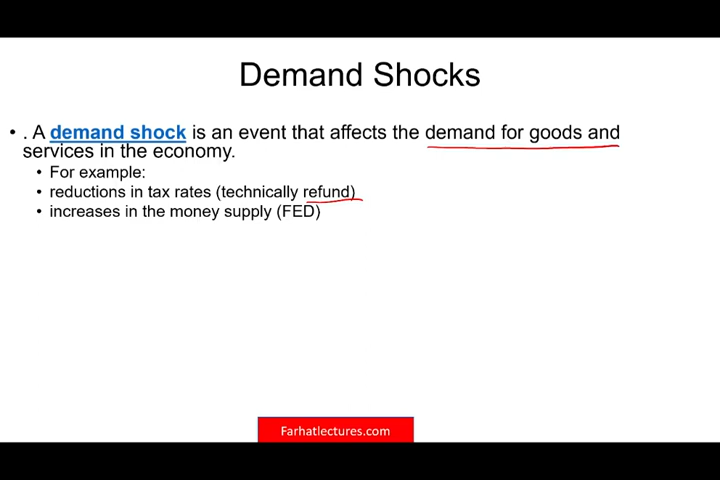 Demand Shocks
• . A demand shock is an event that affects the demand for goods and
services in the economy.
• For example:
• reductions in tax rates (technically refund)
• increases in the money supply (FED)
Farhatlectures.com